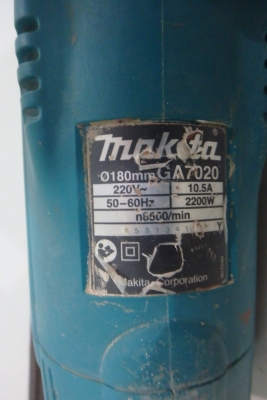 makita®
Ø180mm GA7020
220V~ 10.5A
50-60Hz 2200W
n8500/min
Y
Makita Corporation